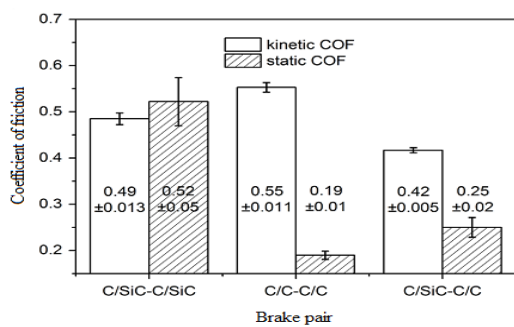 0.7
0.6
0.5
0.4
0.3
0.2
Coefficient of friction
kinetic COF
static COF
0.49 0.52 0.55 0.19 0.42 0.25
±0.013 ±0.05 ±0.011 ±0.01 ±0.005 ±0.02
C/SiC-C/SiC C/C-C/C C/SiC-C/C
Brake pair